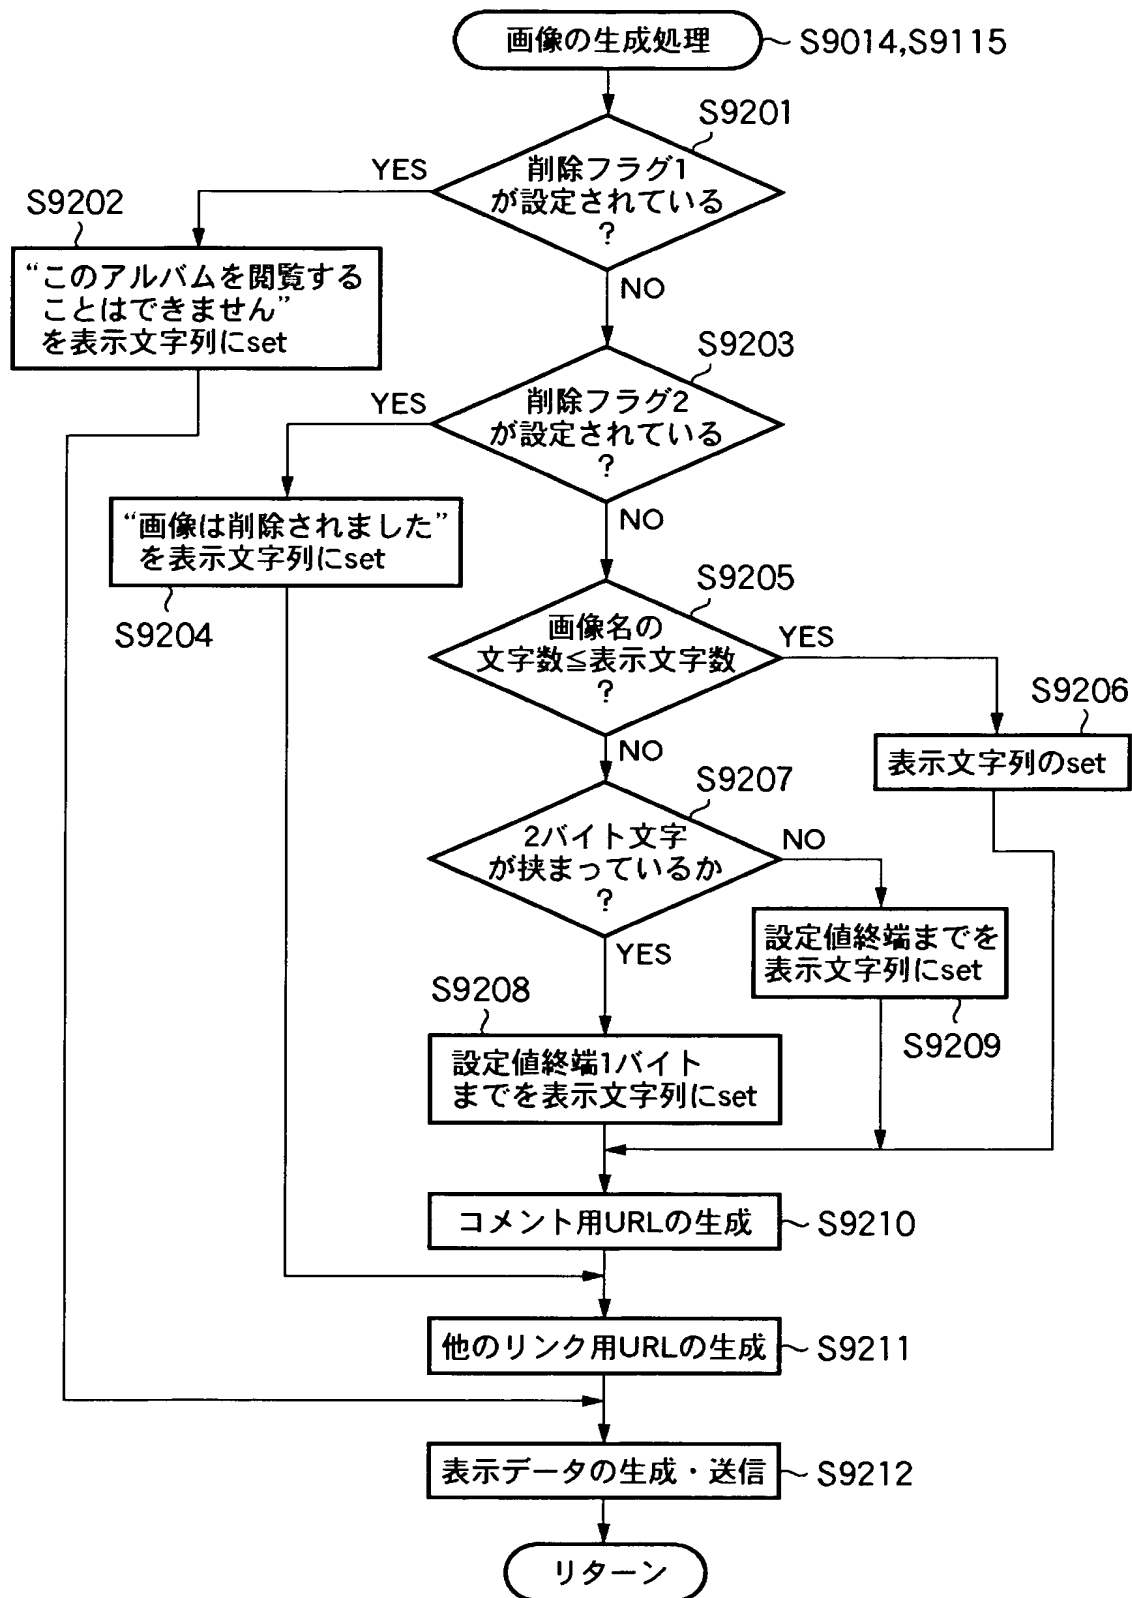 画像の生成処理
S9014,S9115
S9201
削除フラグ1
が設定されている
?
YES
NO
S9202
“このアルバムを閲覧する
ことはできません”
を表示文字列にset
S9203
削除フラグ2
が設定されている
?
YES
NO
“画像は削除されました”
を表示文字列にset
S9204
S9205
画像名の
文字数≦表示文字数
?
YES
NO
S9206
表示文字列のset
S9207
2バイト文字
が挟まっているか
?
NO
YES
設定値終端までを
表示文字列にset
S9209
S9208
設定値終端1バイト
までを表示文字列にset
コメント用URLの生成
S9210
他のリンク用URLの生成
S9211
表示データの生成・送信
S9212
リターン